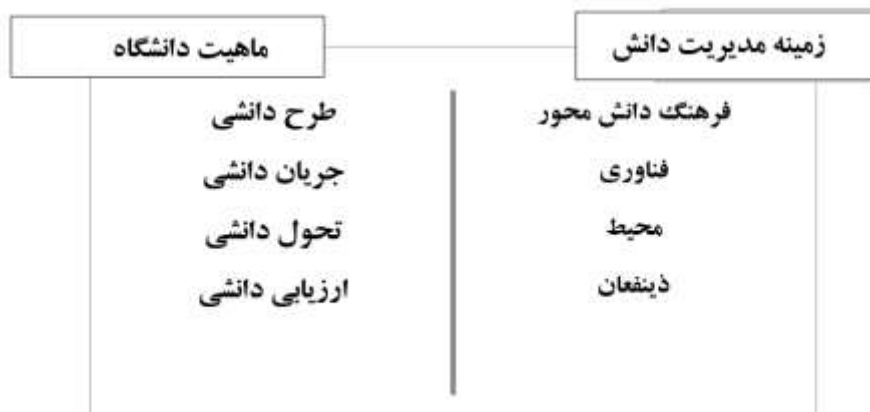 زمینه مدیریت دانش
فرهنگ دانش محور
فناوری
محیط
ذینفعان
ماهیت دانشگاه
طرح دانشی
جریان دانشی
تحول دانشی
ارزیابی دانشی